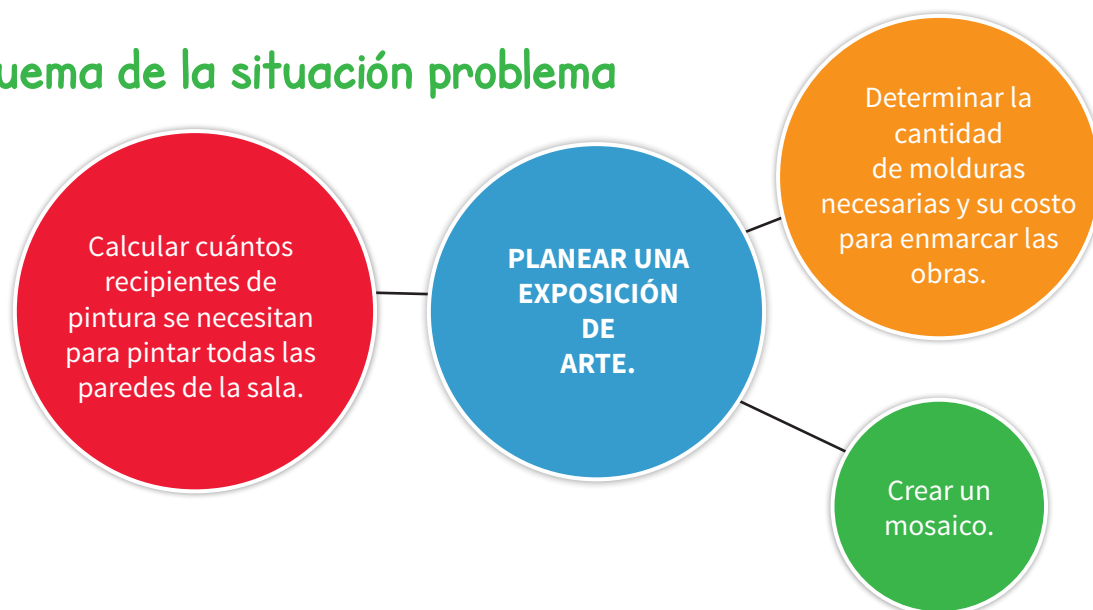 uema de la situación problema
Calcular cuántos
recipientes de
pintura se necesitan
para pintar todas las
paredes de la sala.
PLANEAR UNA
EXPOSICIÓN
DE
ARTE.
Determinar la
cantidad
de molduras
necesarias y su costo
para enmarcar las
obras.
Crear un
mosaico.